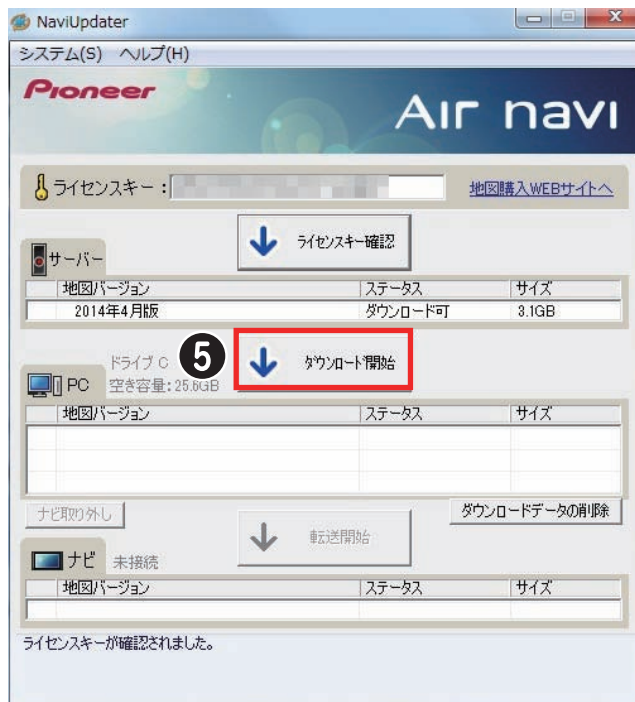 NaviUpdater
システム(S) ヘルプ(H)
Pioneer
AIr navI
ライセンスキー:
地図購入WEBサイトへ
ライセンスキー確認
サーバー
地図バージョン ステータス サイズ
2014年4月版 ダウンロード可 3.1GB
5
ダウンロード開始
ドライブ C
PC 空き容量:25.6GB
地図バージョン ステータス サイズ
ナビ取り外し
ダウンロードデータの削除
転送開始
ナビ 未接続
地図バージョン ステータス サイズ
ライセンスキーが確認されました。